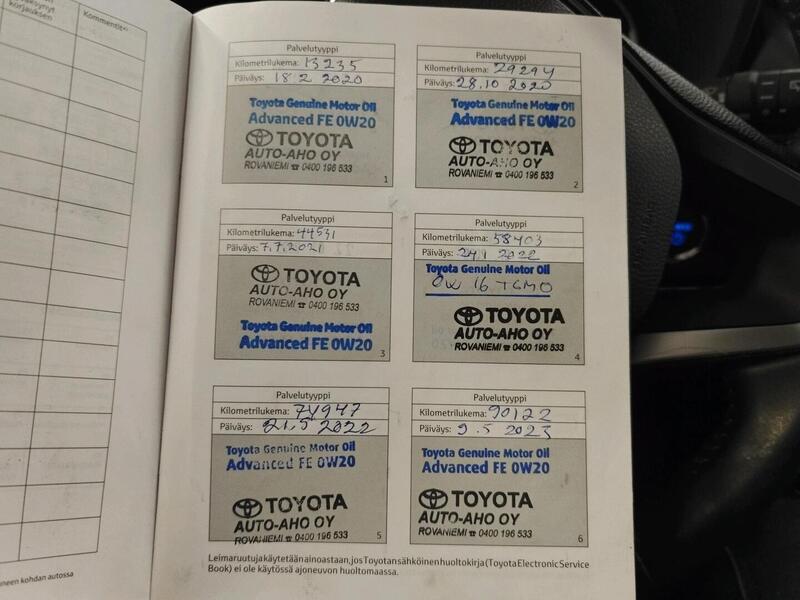 korjauksen
Kommentit
Palvelutyyppi
Kilometrilukema: 13235
Päiväys: 18 2 2020
Toyota Genuine Motor Oil
Advanced FE 0W20
TOYOTA
AUTO-AHO OY
ROVANIEMI ☎ 0400 196 533
1
Palvelutyyppi
Kilometrilukema: 29294
Päiväys: 28.10 2020
Toyota Genuine Motor Oil
Advanced FE 0W20
TOYOTA
AUTO-AHO OY
ROVANIEMI ☎ 0400 196 533
2
Palvelutyyppi
Kilometrilukema: 44531
Päiväys: 7.7.2021
TOYOTA
AUTO-AHO OY
ROVANIEMI ☎ 0400 196 533
Toyota Genuine Motor Oil
Advanced FE 0W20
3
Palvelutyyppi
Kilometrilukema: 58403
Päiväys: 24.1 2022
Toyota Genuine Motor Oil
0W 16 TGMO
TOYOTA
AUTO-AHO OY
ROVANIEMI ☎ 0400 196 533
4
Palvelutyyppi
Kilometrilukema: 74947
Päiväys: 21.5 2022
Toyota Genuine Motor Oil
Advanced FE 0W20
TOYOTA
AUTO-AHO OY
ROVANIEMI ☎ 0400 196 533
5
Palvelutyyppi
Kilometrilukema: 90122
Päiväys: 9.5 2023
Toyota Genuine Motor Oil
Advanced FE 0W20
TOYOTA
AUTO-AHO OY
ROVANIEMI ☎ 0400 196 533
6
Leimaruutuja käytetään ainoastaan, jos Toyotan sähköinen huoltokirja (Toyota Electronic Service
Book) ei ole käytössä ajoneuvon huoltomaassa.
neen kohdan autossa